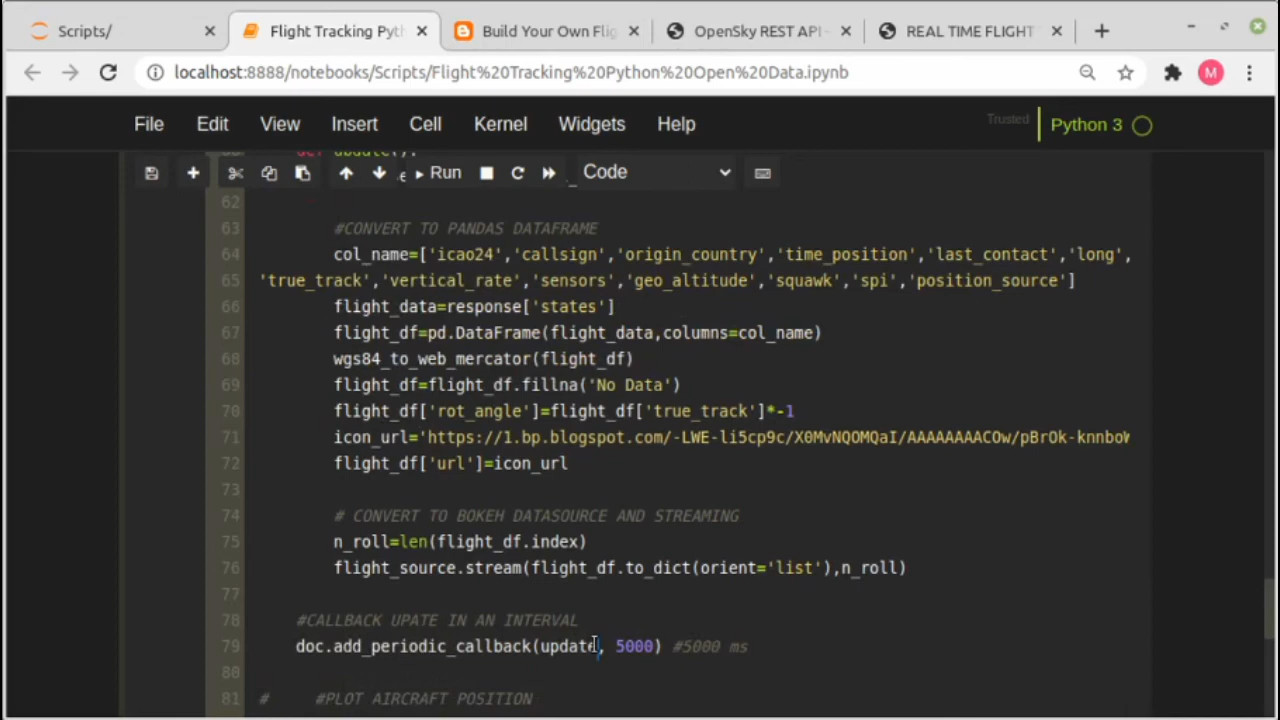 Scripts/
Flight Tracking Pyth
Build Your Own Flig
OpenSky REST API
REAL TIME FLIGHT
localhost:8888/notebooks/Scripts/Flight%20Tracking%20Python%20Open%20Data.ipynb
M
File Edit View Insert Cell Kernel Widgets Help
Trusted
Python 3
Run
Code
62
63 #CONVERT TO PANDAS DATAFRAME
64 col_name=['icao24','callsign','origin_country','time_position','last_contact','long',
65 'true_track','vertical_rate','sensors','geo_altitude','squawk','spi','position_source']
66 flight_data=response['states']
67 flight_df=pd.DataFrame(flight_data,columns=col_name)
68 wgs84_to_web_mercator(flight_df)
69 flight_df=flight_df.fillna('No Data')
70 flight_df['rot_angle']=flight_df['true_track']*-1
71 icon_url='https://1.bp.blogspot.com/-LWE-li5cp9c/X0MvNQOMQaI/AAAAAAAACOw/pBrOk-knnboW
72 flight_df['url']=icon_url
73
74 # CONVERT TO BOKEH DATASOURCE AND STREAMING
75 n_roll=len(flight_df.index)
76 flight_source.stream(flight_df.to_dict(orient='list'),n_roll)
77
78 #CALLBACK UPATE IN AN INTERVAL
79 doc.add_periodic_callback(update, 5000) #5000 ms
80
81 # #PLOT AIRCRAFT POSITION